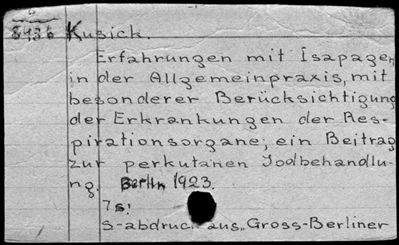 8936 Kusick.
Erfahrungen mit Isapagen
in der Allgemeinpraxis, mit
besonderer Berücksichtigung
der Erkrankungen der Res-
pirationsorgane; ein Beitrag
zur perkutanen Jodbehandlu-
ng. Berlin 1923.
7 s.
S-abdruck aus„ Gross-Berliner